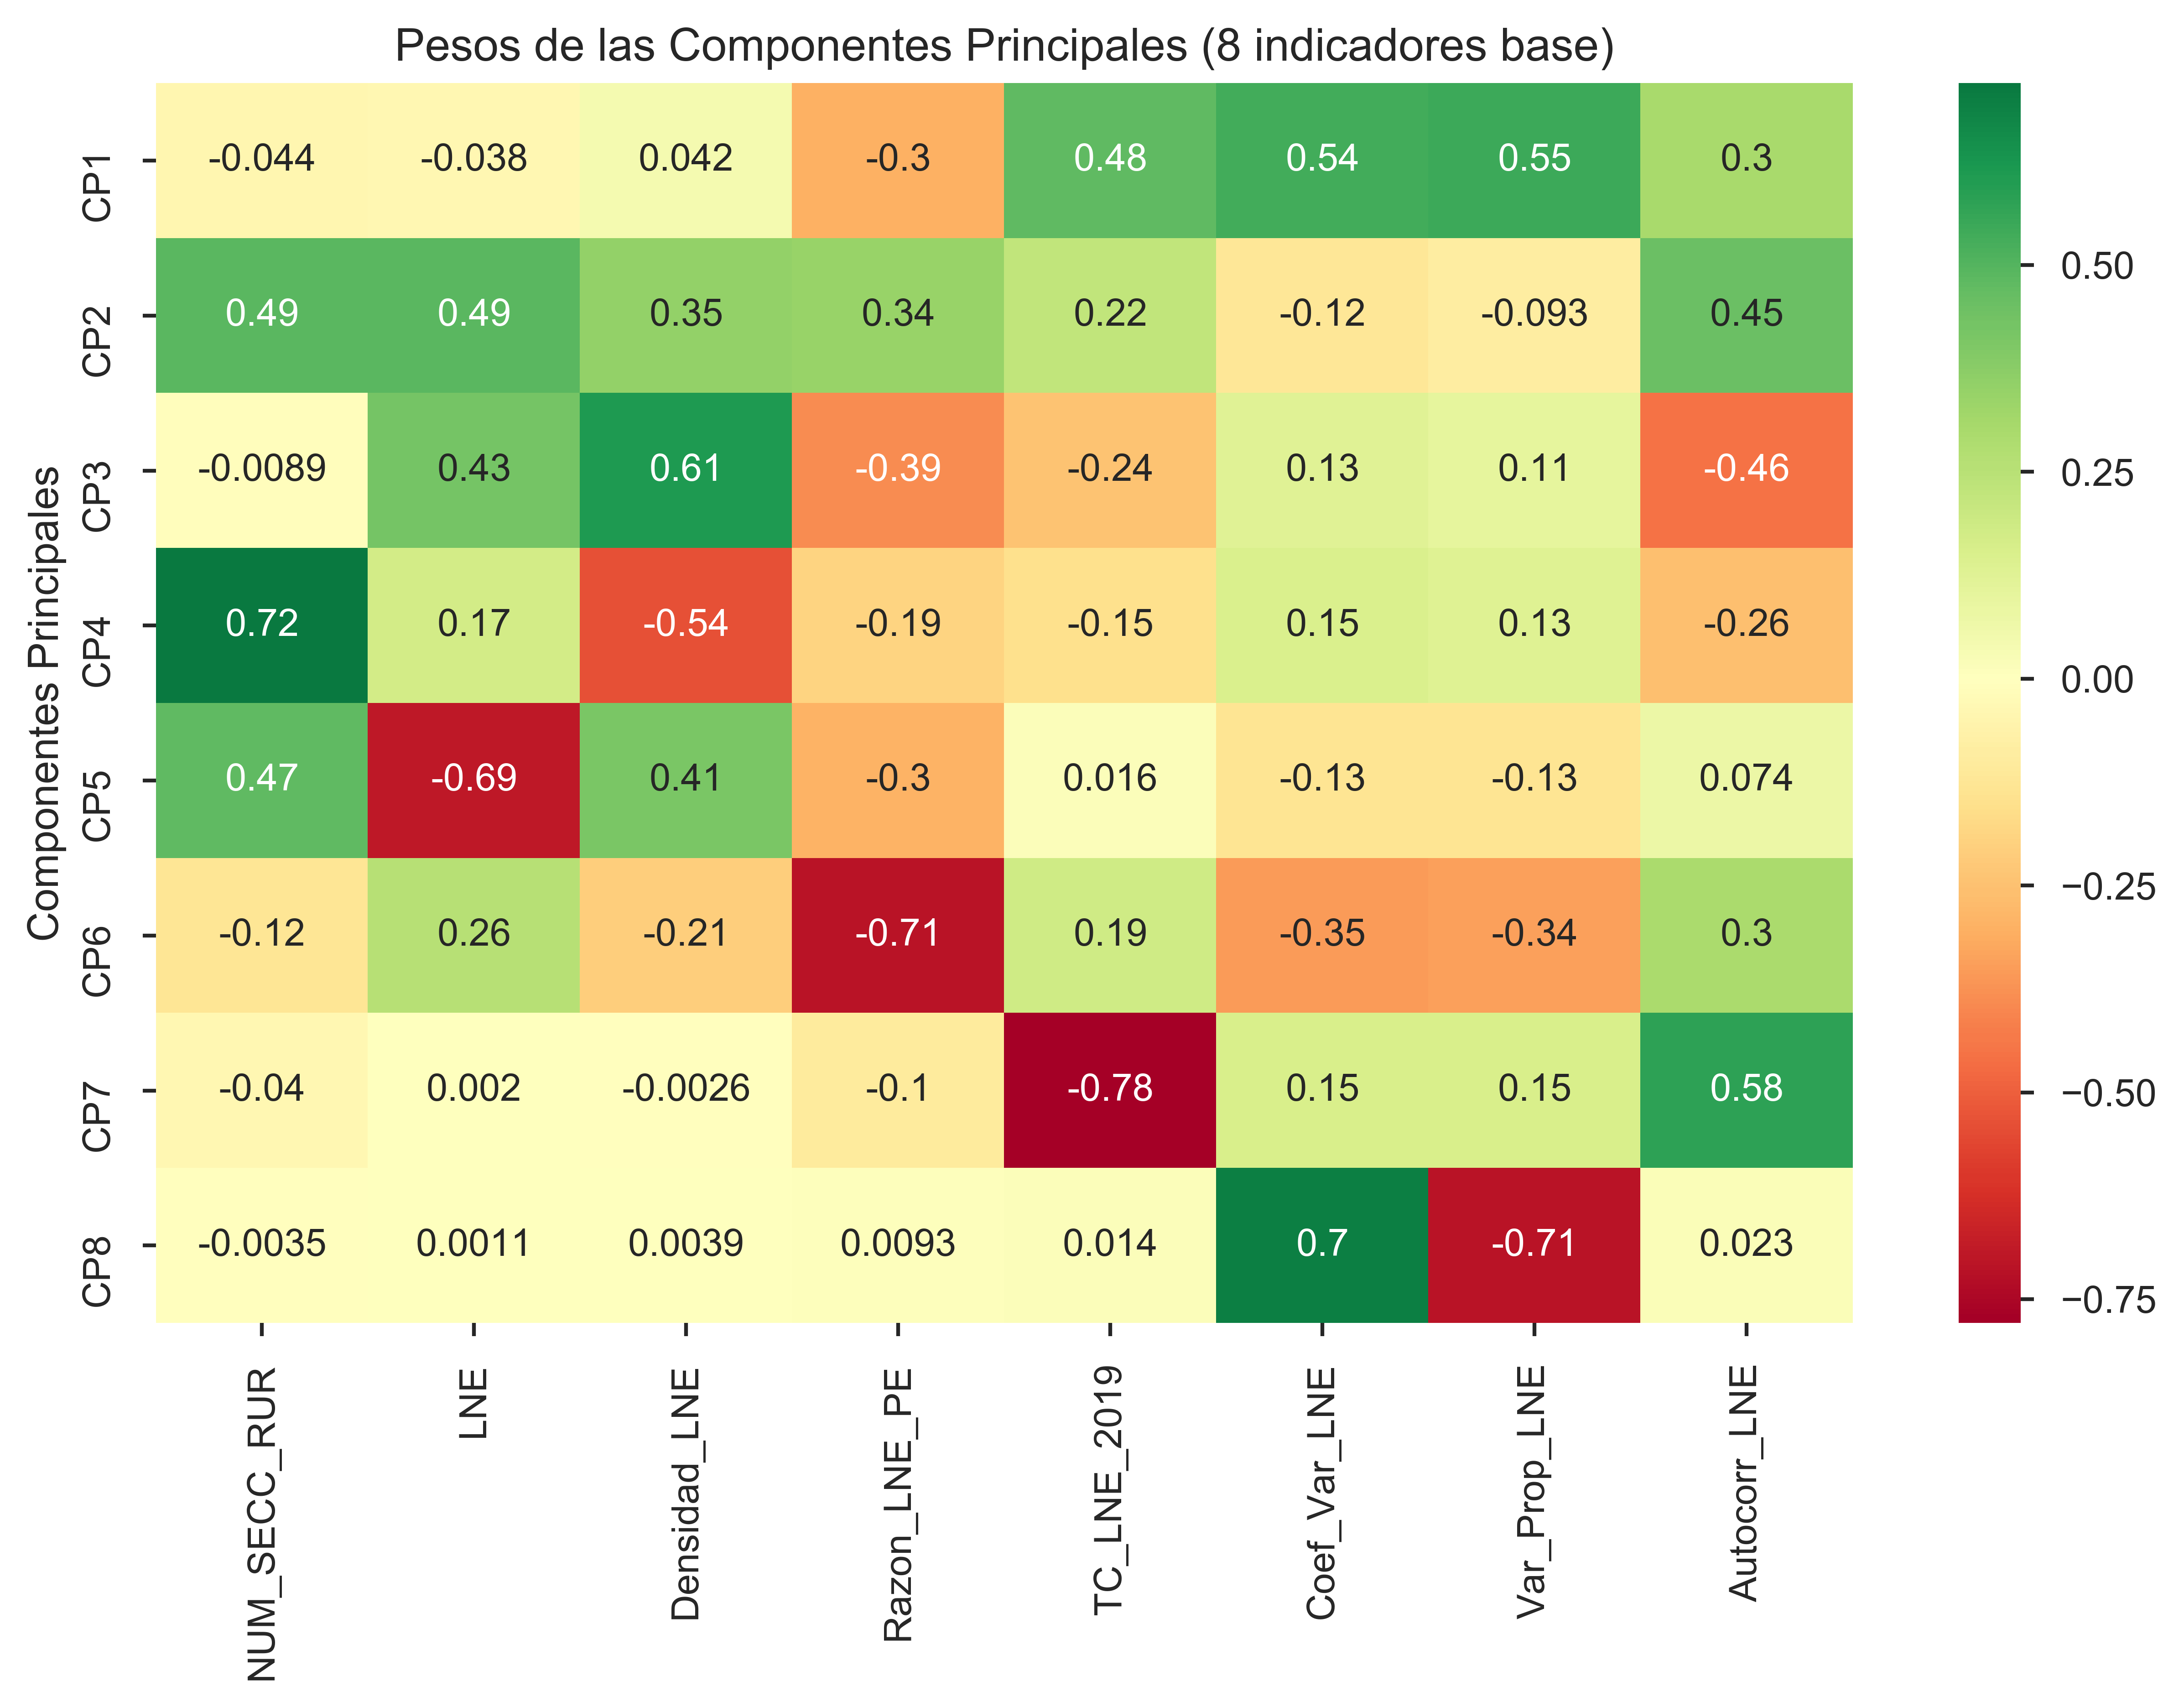 Pesos de las Componentes Principales (8 indicadores base)
Componentes Principales
CP1 -0.044 -0.038 0.042 -0.3 0.48 0.54 0.55 0.3
CP2 0.49 0.49 0.35 0.34 0.22 -0.12 -0.093 0.45
CP3 -0.0089 0.43 0.61 -0.39 -0.24 0.13 0.11 -0.46
CP4 0.72 0.17 -0.54 -0.19 -0.15 0.15 0.13 -0.26
CP5 0.47 -0.69 0.41 -0.3 0.016 -0.13 -0.13 0.074
CP6 -0.12 0.26 -0.21 -0.71 0.19 -0.35 -0.34 0.3
CP7 -0.04 0.002 -0.0026 -0.1 -0.78 0.15 0.15 0.58
CP8 -0.0035 0.0011 0.0039 0.0093 0.014 0.7 -0.71 0.023
NUM_SECC_RUR
LNE
Densidad_LNE
Razon_LNE_PE
TC_LNE_2019
Coef_Var_LNE
Var_Prop_LNE
Autocorr_LNE
0.50
0.25
0.00
−0.25
−0.50
−0.75